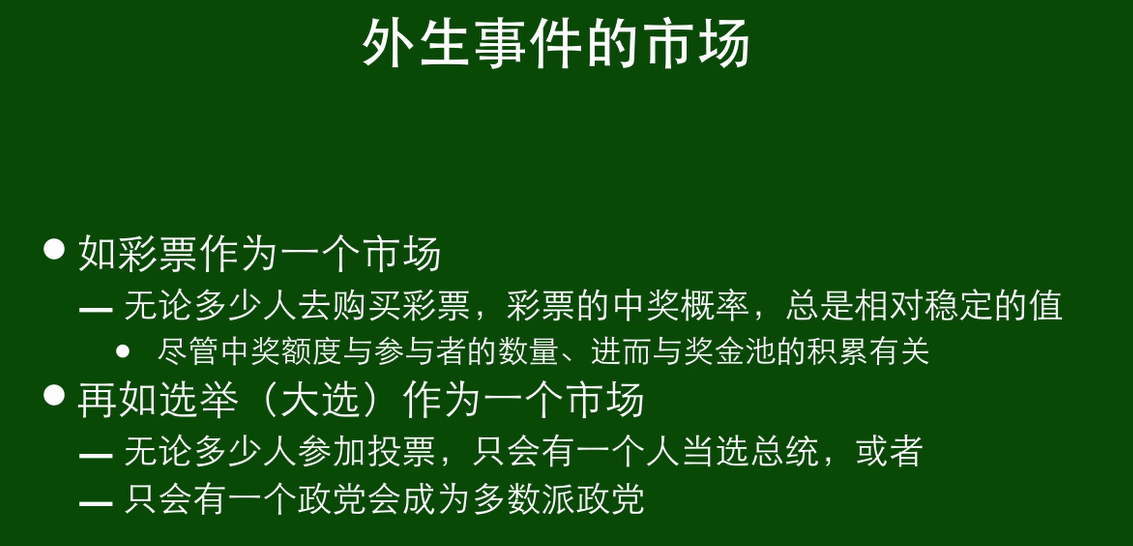 外生事件的市场
● 如彩票作为一个市场
— 无论多少人去购买彩票，彩票的中奖概率，总是相对稳定的值
● 尽管中奖额度与参与者的数量、进而与奖金池的积累有关
● 再如选举（大选）作为一个市场
— 无论多少人参加投票，只会有一个人当选总统，或者
— 只会有一个政党会成为多数派政党